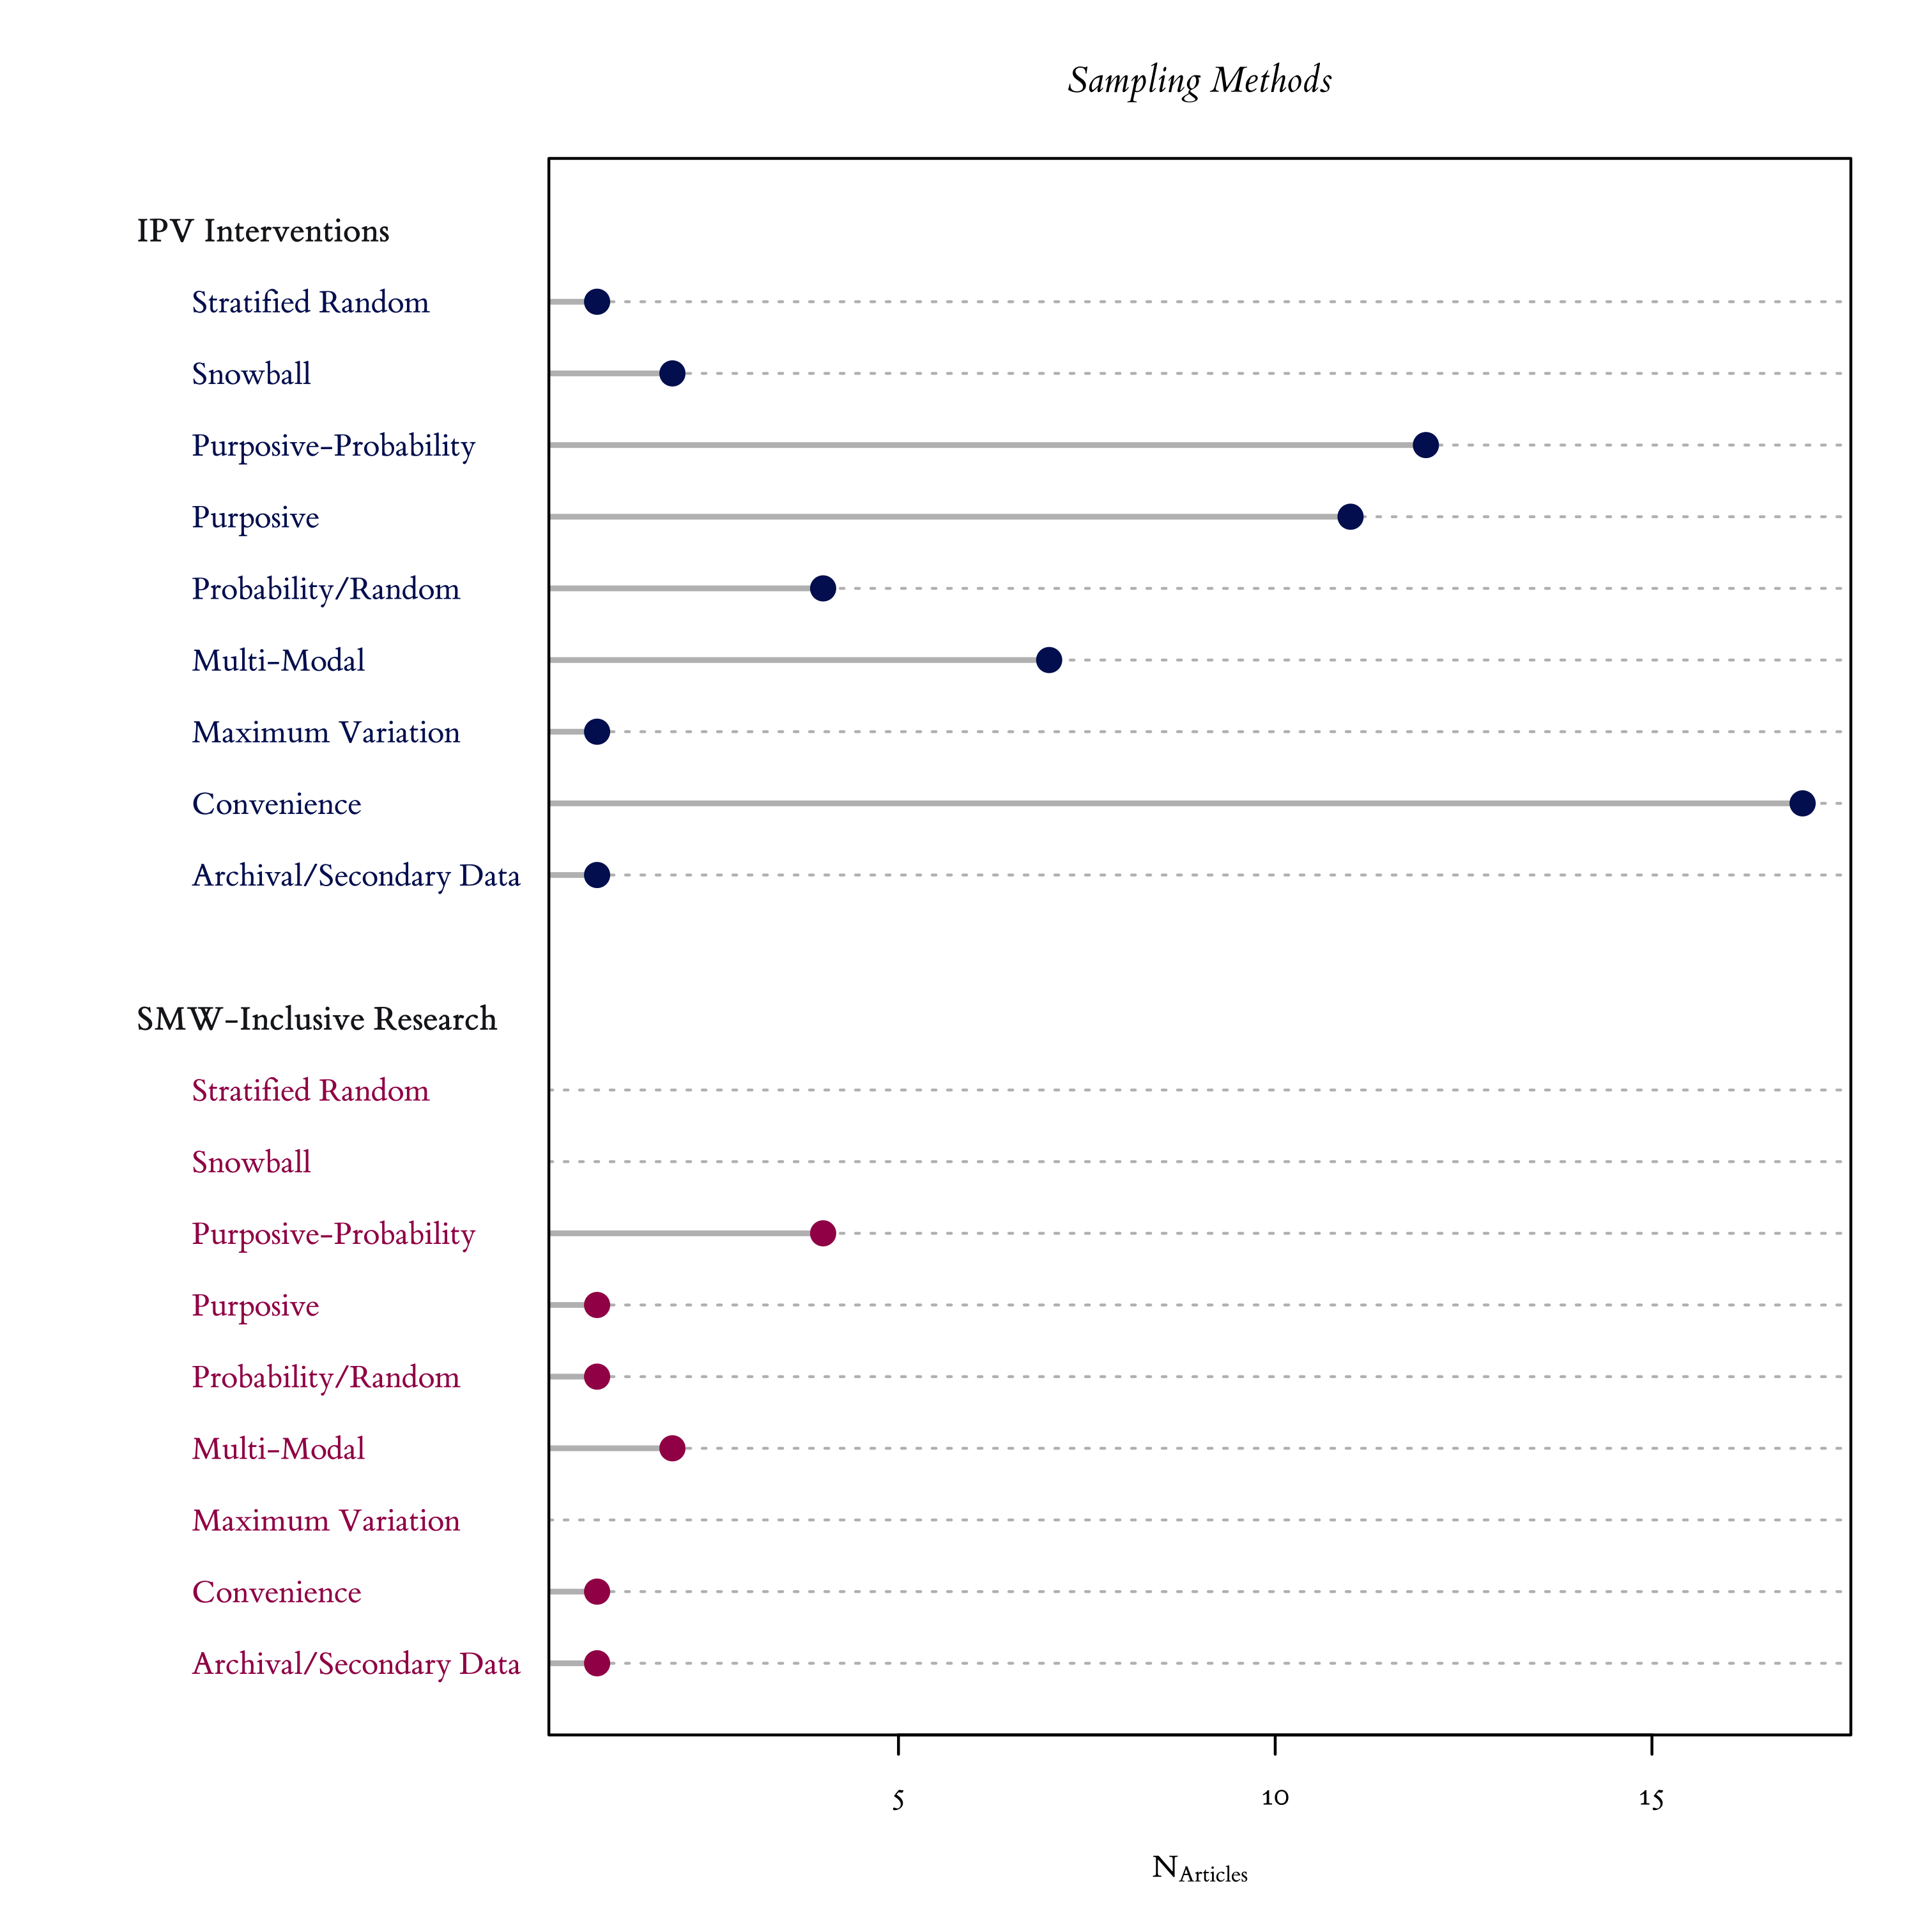 Sampling Methods
IPV Interventions
Stratified Random
Snowball
Purposive-Probability
Purposive
Probability/Random
Multi-Modal
Maximum Variation
Convenience
Archival/Secondary Data
SMW-Inclusive Research
Stratified Random
Snowball
Purposive-Probability
Purposive
Probability/Random
Multi-Modal
Maximum Variation
Convenience
Archival/Secondary Data
5 10 15
N Articles